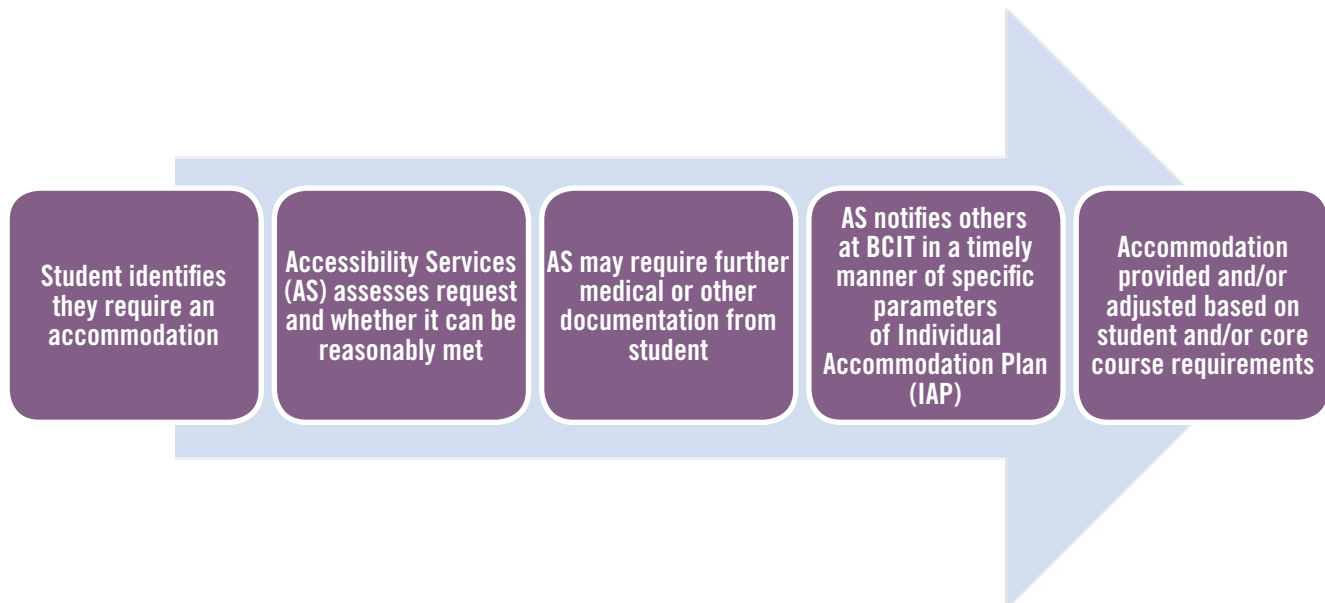 Student identifies
they require an
accommodation
Accessibility Services
(AS) assesses request
and whether it can be
reasonably met
AS may require further
medical or other
documentation from
student
AS notifies others
at BCIT in a timely
manner of specific
parameters
of Individual
Accommodation Plan
(IAP)
Accommodation
provided and/or
adjusted based on
student and/or core
course requirements